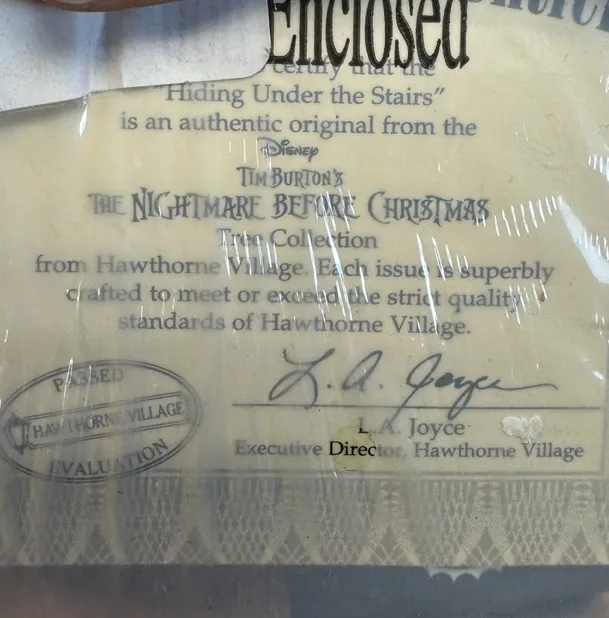 Enclosed
certify that the
"Hiding Under the Stairs"
is an authentic original from the
Disney
TIM BURTON'S
THE NIGHTMARE BEFORE CHRISTMAS
Tree Collection
from Hawthorne Village. Each issue is superbly
crafted to meet or exceed the strict quality
standards of Hawthorne Village.
PASSED
HAWTHORNE VILLAGE
EVALUATION
L. A. Joyce
L.A. Joyce
Executive Director, Hawthorne Village